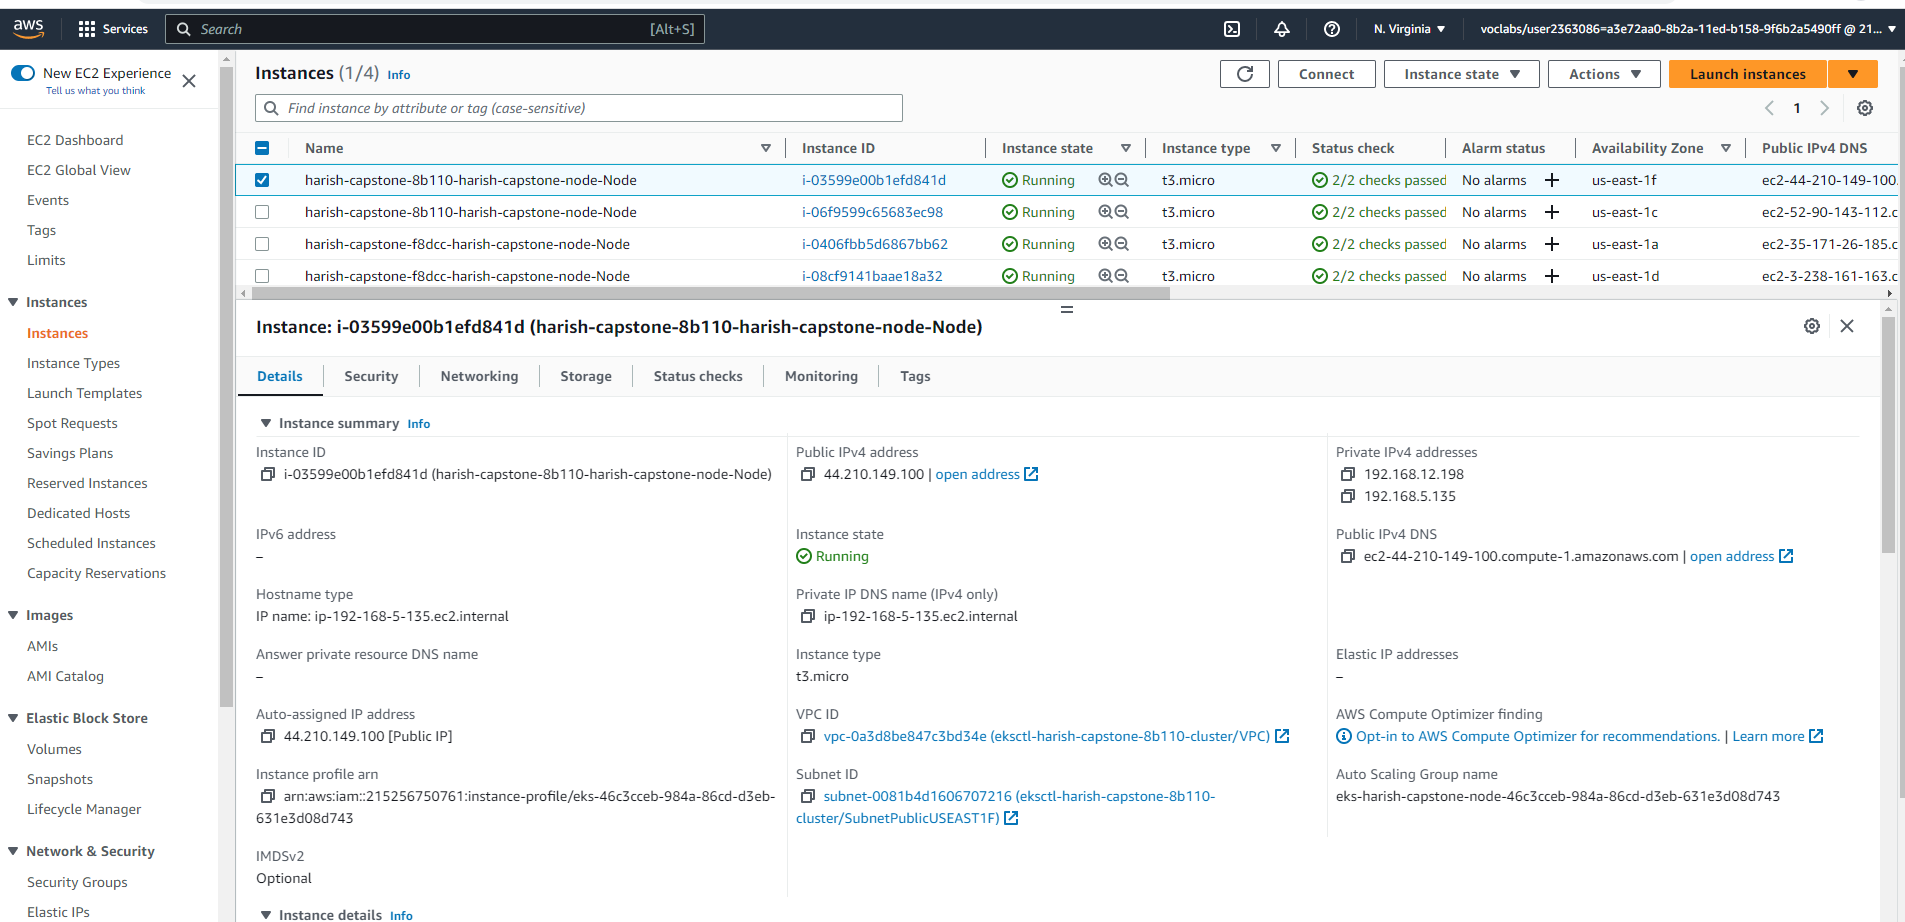 aws
Services
Search [Alt+S]
N. Virginia
voclabs/user2363086=a3e72aa0-8b2a-11ed-b158-9f6b2a5490ff @ 21...
New EC2 Experience
Tell us what you think
EC2 Dashboard
EC2 Global View
Events
Tags
Limits
Instances
Instances
Instance Types
Launch Templates
Spot Requests
Savings Plans
Reserved Instances
Dedicated Hosts
Scheduled Instances
Capacity Reservations
Images
AMIs
AMI Catalog
Elastic Block Store
Volumes
Snapshots
Lifecycle Manager
Network & Security
Security Groups
Elastic IPs
Instances (1/4) Info
Connect
Instance state
Actions
Launch instances
Find instance by attribute or tag (case-sensitive)
1
Name Instance ID Instance state Instance type Status check Alarm status Availability Zone Public IPv4 DNS
harish-capstone-8b110-harish-capstone-node-Node i-03599e00b1efd841d Running t3.micro 2/2 checks passed No alarms us-east-1f ec2-44-210-149-100.
harish-capstone-8b110-harish-capstone-node-Node i-06f9599c65683ec98 Running t3.micro 2/2 checks passed No alarms us-east-1c ec2-52-90-143-112.c
harish-capstone-f8dcc-harish-capstone-node-Node i-0406fbb5d6867bb62 Running t3.micro 2/2 checks passed No alarms us-east-1a ec2-35-171-26-185.c
harish-capstone-f8dcc-harish-capstone-node-Node i-08cf9141baae18a32 Running t3.micro 2/2 checks passed No alarms us-east-1d ec2-3-238-161-163.c
Instance: i-03599e00b1efd841d (harish-capstone-8b110-harish-capstone-node-Node)
Details Security Networking Storage Status checks Monitoring Tags
Instance summary Info
Instance ID
i-03599e00b1efd841d (harish-capstone-8b110-harish-capstone-node-Node)
Public IPv4 address
44.210.149.100 | open address
Private IPv4 addresses
192.168.12.198
192.168.5.135
IPv6 address
–
Instance state
Running
Public IPv4 DNS
ec2-44-210-149-100.compute-1.amazonaws.com | open address
Hostname type
IP name: ip-192-168-5-135.ec2.internal
Private IP DNS name (IPv4 only)
ip-192-168-5-135.ec2.internal
Answer private resource DNS name
–
Instance type
t3.micro
Elastic IP addresses
–
Auto-assigned IP address
44.210.149.100 [Public IP]
VPC ID
vpc-0a3d8be847c3bd34e (eksctl-harish-capstone-8b110-cluster/VPC)
AWS Compute Optimizer finding
Opt-in to AWS Compute Optimizer for recommendations. | Learn more
Instance profile arn
arn:aws:iam::215256750761:instance-profile/eks-46c3cceb-984a-86cd-d3eb-
631e3d08d743
Subnet ID
subnet-0081b4d1606707216 (eksctl-harish-capstone-8b110-
cluster/SubnetPublicUSEAST1F)
Auto Scaling Group name
eks-harish-capstone-node-46c3cceb-984a-86cd-d3eb-631e3d08d743
IMDSv2
Optional
Instance details Info